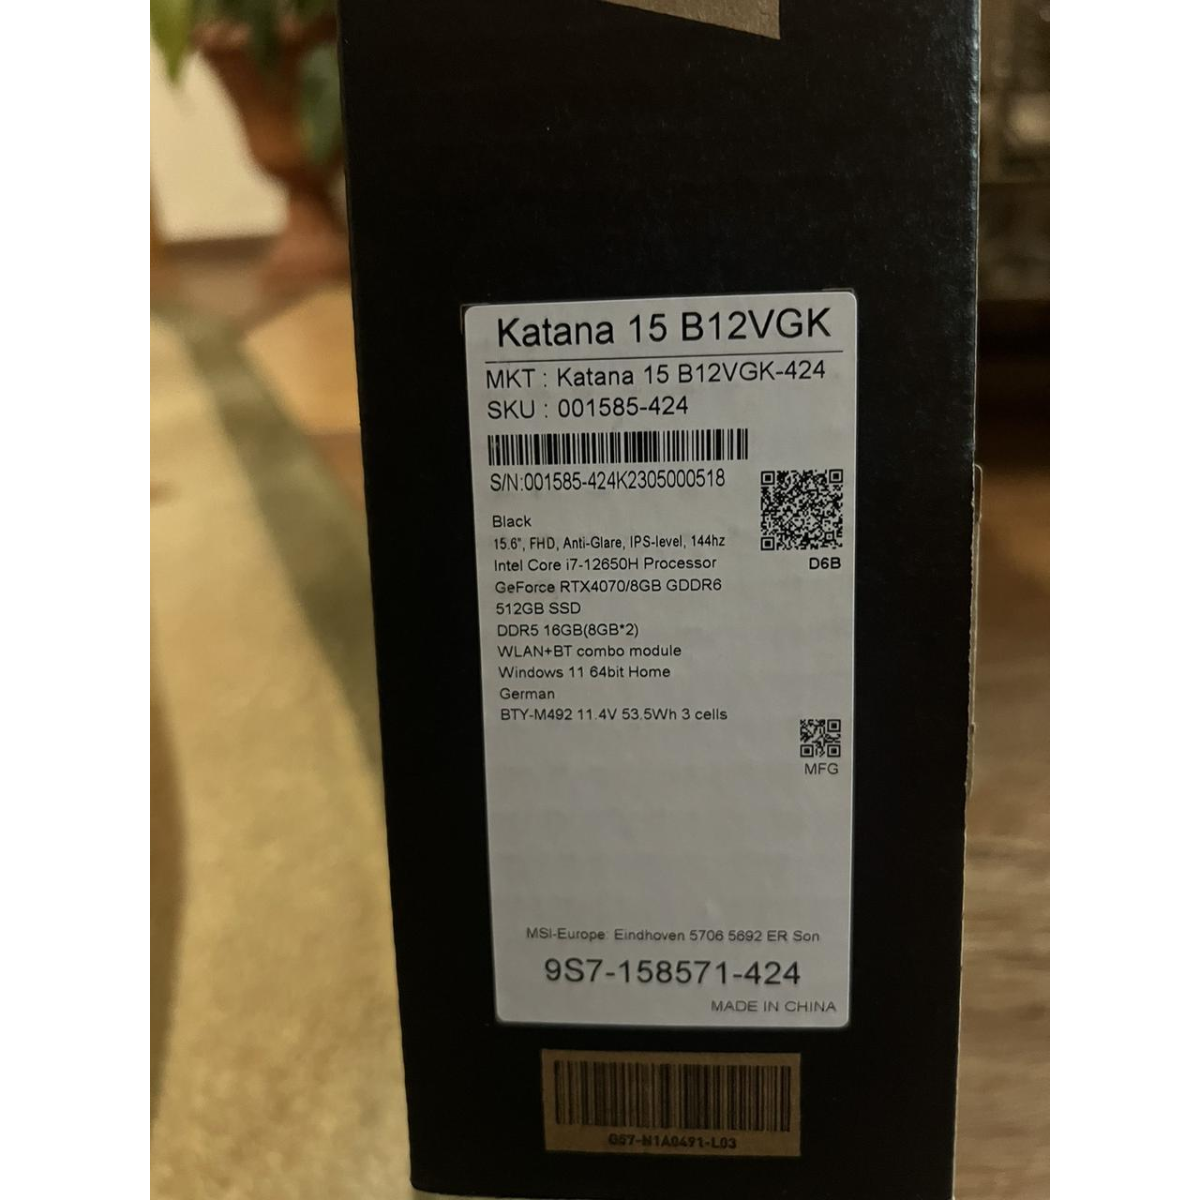 Katana 15 B12VGK
MKT : Katana 15 B12VGK-424
SKU : 001585-424
S/N:001585-424K2305000518
Black
15.6", FHD, Anti-Glare, IPS-level, 144hz
Intel Core i7-12650H Processor
GeForce RTX4070/8GB GDDR6
512GB SSD
DDR5 16GB(8GB*2)
WLAN+BT combo module
Windows 11 64bit Home
German
BTY-M492 11.4V 53.5Wh 3 cells
D6B
MFG
MSI-Europe: Eindhoven 5706 5692 ER Son
9S7-158571-424
MADE IN CHINA
G57-N1A0491-L03